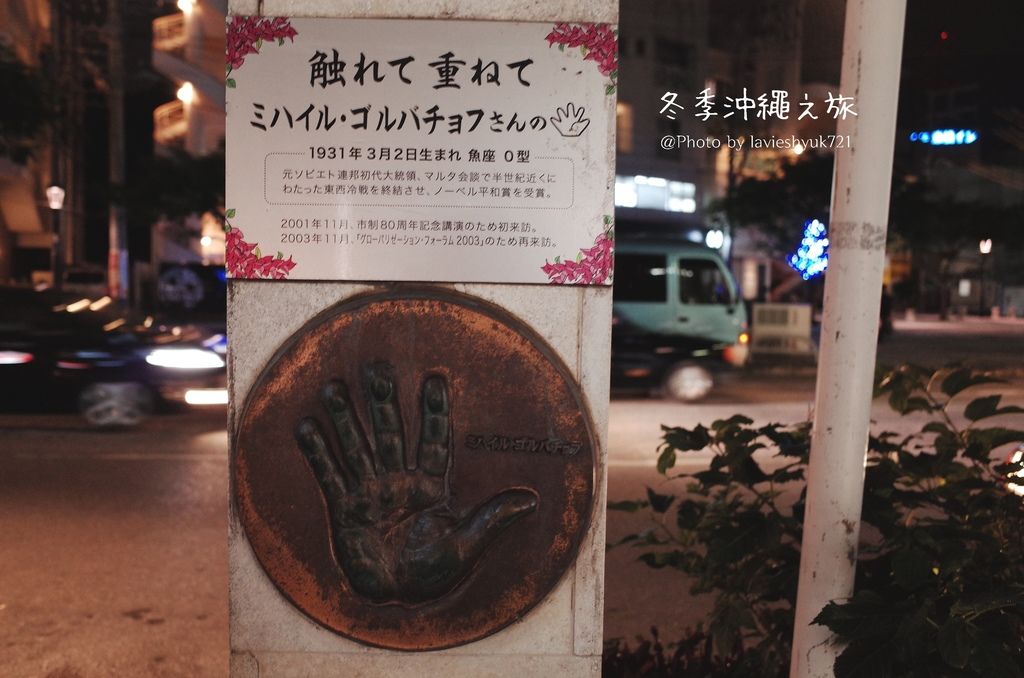 触れて 重ねて
ミハイル・ゴルバチョフさんの
1931年3月2日生まれ 魚座 O型
元ソビエト連邦初代大統領、マルタ会談で半世紀近くに
わたった東西冷戦を終結させ、ノーベル平和賞を受賞。
2001年11月、市制80周年記念講演のため初来訪。
2003年11月、「グローバリゼーション・フォーラム2003」のため再来訪。
ミハイル・ゴルバチョフ
冬季沖繩之旅
@Photo by lavieshyuk721